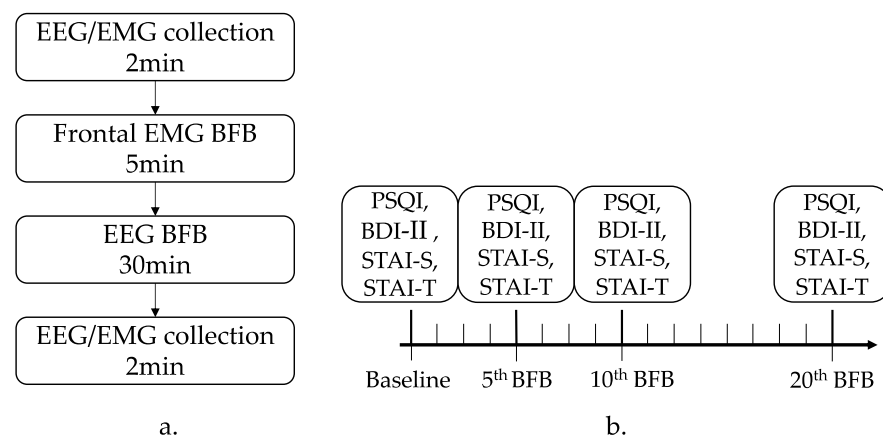 EEG/EMG collection
2min
Frontal EMG BFB
5min
EEG BFB
30min
EEG/EMG collection
2min
a.
PSQI,
BDI-II ,
STAI-S,
STAI-T
PSQI,
BDI-II,
STAI-S,
STAI-T
PSQI,
BDI-II,
STAI-S,
STAI-T
PSQI,
BDI-II,
STAI-S,
STAI-T
Baseline
5th BFB
10th BFB
20th BFB
b.